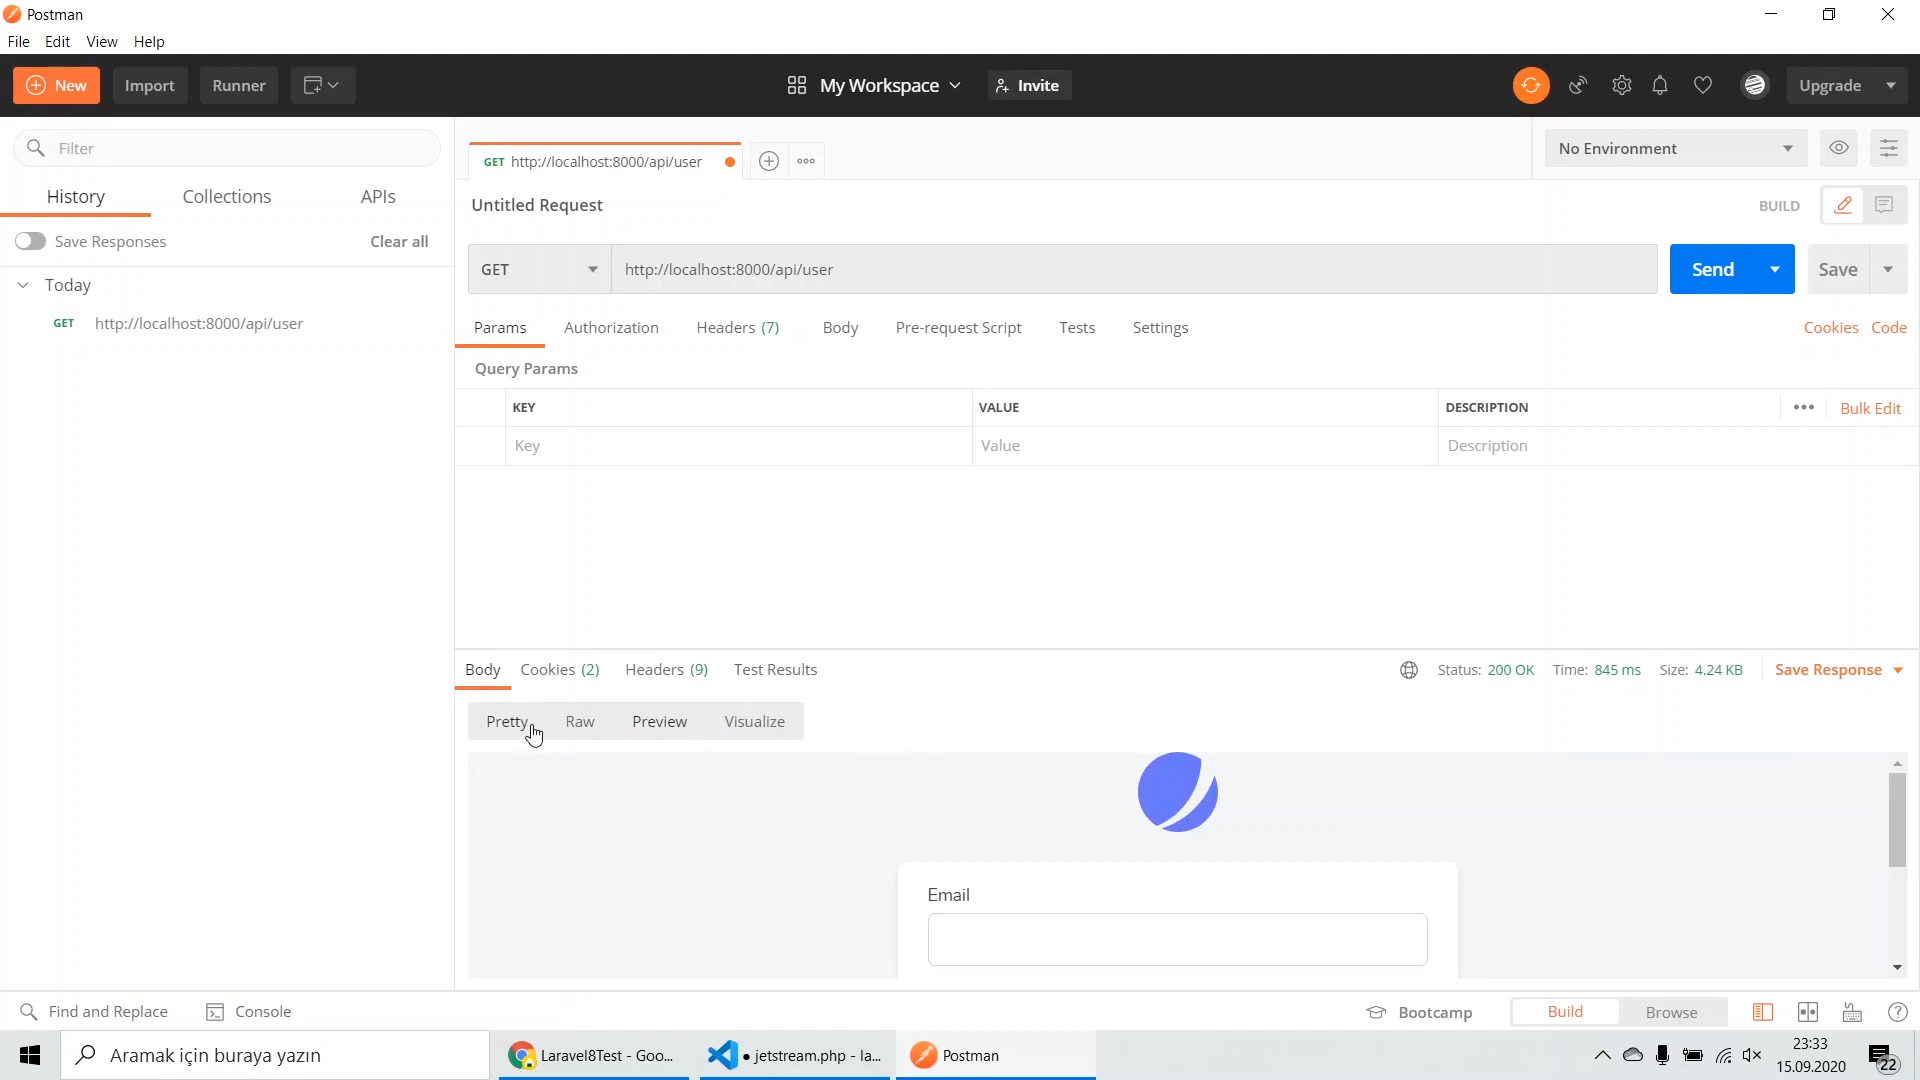 Postman
File Edit View Help
New Import Runner My Workspace Invite Upgrade
Filter
GET http://localhost:8000/api/user
No Environment
History Collections APIs
Untitled Request
BUILD
Save Responses Clear all
GET http://localhost:8000/api/user Send Save
Today
GET http://localhost:8000/api/user
Params Authorization Headers (7) Body Pre-request Script Tests Settings Cookies Code
Query Params
KEY VALUE DESCRIPTION Bulk Edit
Key Value Description
Body Cookies (2) Headers (9) Test Results Status: 200 OK Time: 845 ms Size: 4.24 KB Save Response
Pretty Raw Preview Visualize
Email
Find and Replace Console Bootcamp Build Browse
Aramak için buraya yazın Laravel8Test - Goo... • jetstream.php - la... Postman
23:33
15.09.2020
22